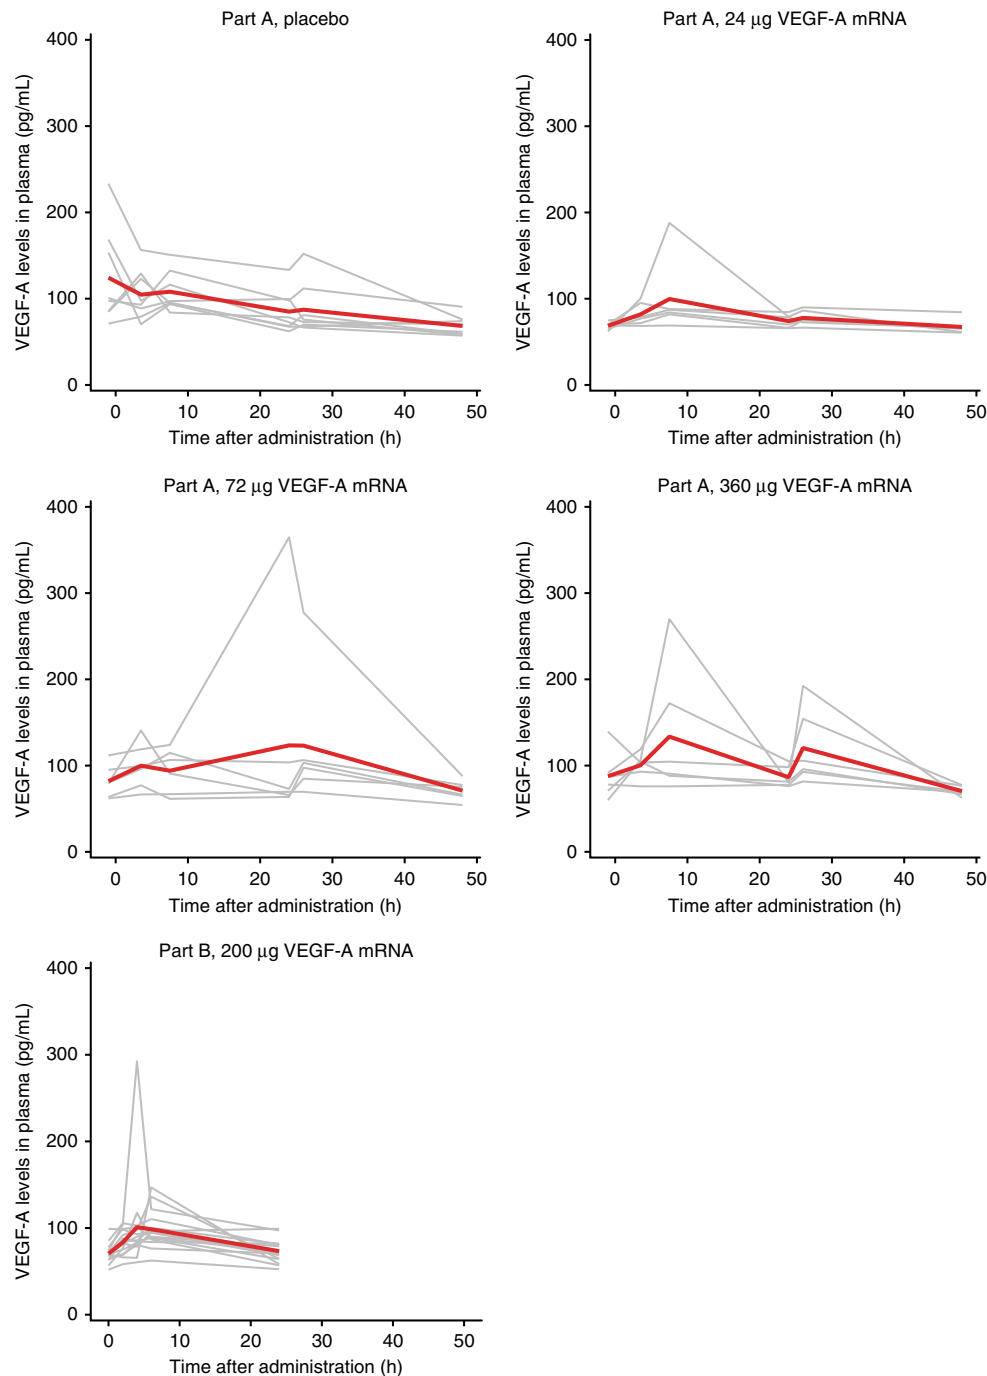 Part A, placebo
400
300
200
100
0
VEGF-A levels in plasma (pg/mL)
0 10 20 30 40 50
Time after administration (h)
Part A, 24 μg VEGF-A mRNA
400
300
200
100
0
VEGF-A levels in plasma (pg/mL)
0 10 20 30 40 50
Time after administration (h)
Part A, 72 μg VEGF-A mRNA
400
300
200
100
0
VEGF-A levels in plasma (pg/mL)
0 10 20 30 40 50
Time after administration (h)
Part A, 360 μg VEGF-A mRNA
400
300
200
100
0
VEGF-A levels in plasma (pg/mL)
0 10 20 30 40 50
Time after administration (h)
Part B, 200 μg VEGF-A mRNA
400
300
200
100
0
VEGF-A levels in plasma (pg/mL)
0 10 20 30 40 50
Time after administration (h)